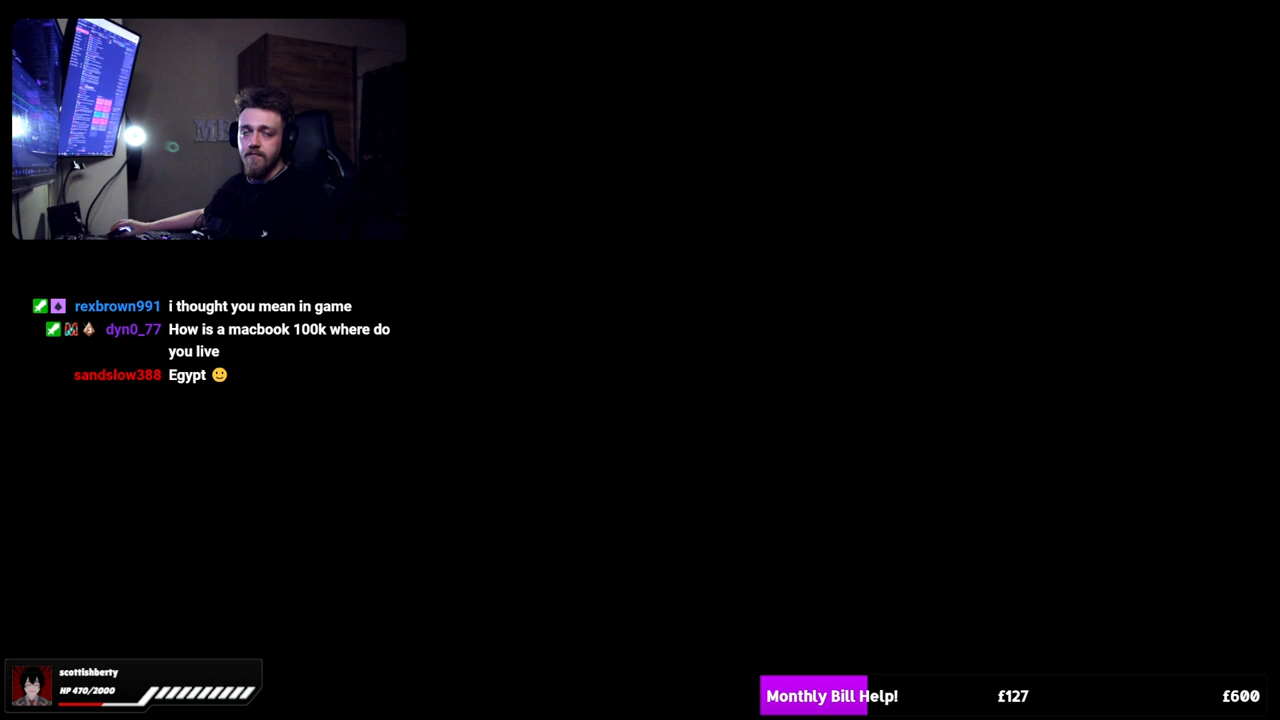 rexbrown991 i thought you mean in game
dyn0_77 How is a macbook 100k where do
you live
sandslow388 Egypt 🙂
scottishberty
HP 470/2000
Monthly Bill Help! £127 £600